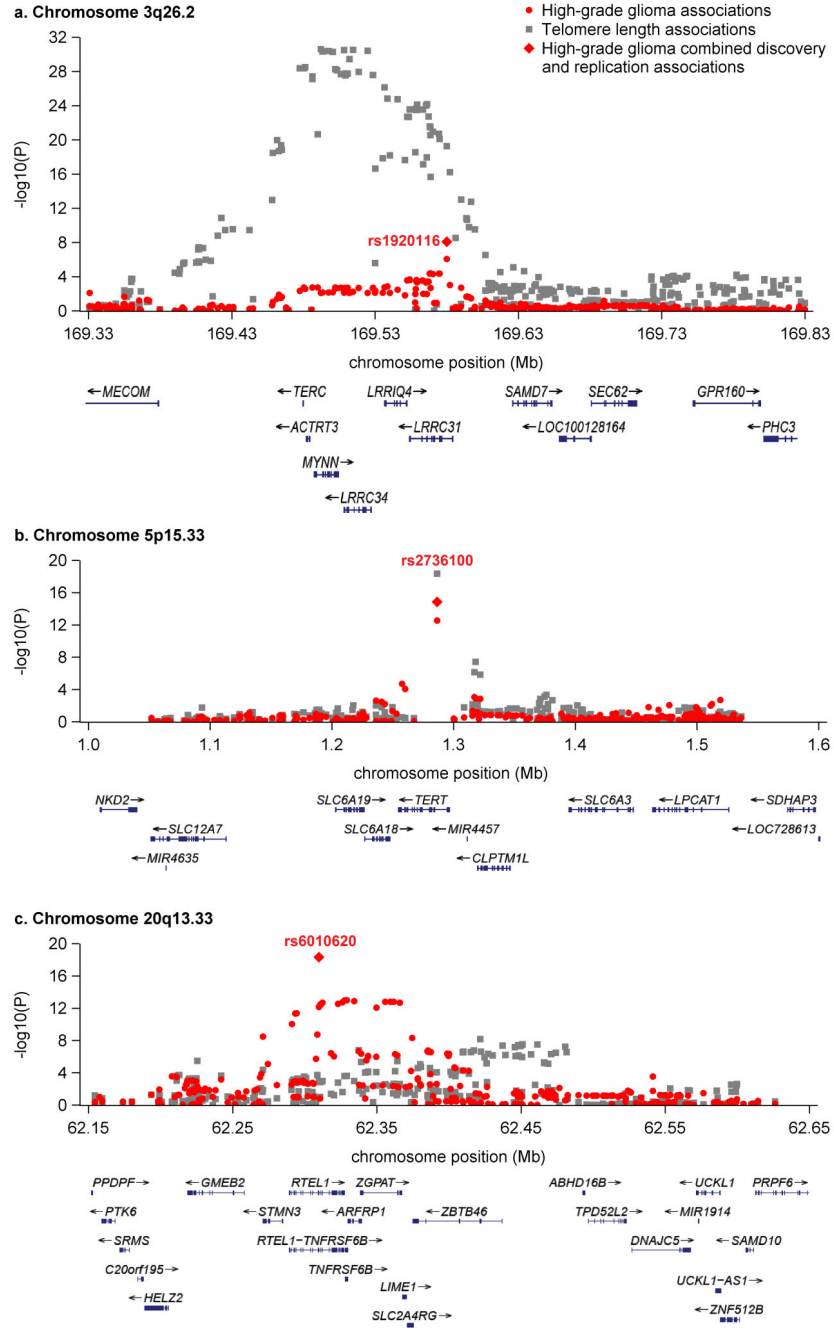 a. Chromosome 3q26.2
High-grade glioma associations
Telomere length associations
High-grade glioma combined discovery
and replication associations
32
28
24
20
16
12
8
4
0
-log10(P)
rs1920116
169.33 169.43 169.53 169.63 169.73 169.83
chromosome position (Mb)
←MECOM ←TERC LRRIQ4→ SAMD7→ SEC62→ GPR160→
←ACTRT3 ←LRRC31 ←LOC100128164 ←PHC3
MYNN→
←LRRC34
b. Chromosome 5p15.33
rs2736100
20
16
12
8
4
0
-log10(P)
1.0 1.1 1.2 1.3 1.4 1.5 1.6
chromosome position (Mb)
NKD2→ SLC6A19→ ←TERT ←SLC6A3 ←LPCAT1 ←SDHAP3
←SLC12A7 SLC6A18→ ←MIR4457 ←LOC728613
←MIR4635 ←CLPTM1L
c. Chromosome 20q13.33
rs6010620
20
16
12
8
4
0
-log10(P)
62.15 62.25 62.35 62.45 62.55 62.65
chromosome position (Mb)
PPDPF→ ←GMEB2 RTEL1→ ZGPAT→ ABHD16B→ ←UCKL1 PRPF6→
←PTK6 ←STMN3 ←ARFRP1 ←ZBTB46 TPD52L2→ ←MIR1914
←SRMS RTEL1-TNFRSF6B→ DNAJC5→ ←SAMD10
C20orf195→ TNFRSF6B→ LIME1→ UCKL1-AS1→
←HELZ2 SLC2A4RG→ ←ZNF512B